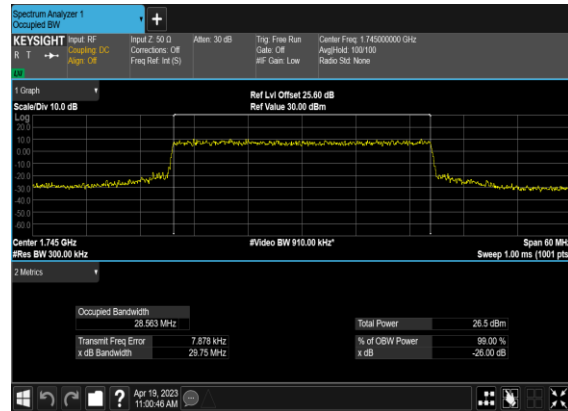 Spectrum Analyzer 1
Occupied BW
+
KEYSIGHT Input: RF Input Z: 50 Ω Atten: 30 dB Trig: Free Run Center Freq: 1.745000000 GHz
R T Coupling: DC Corrections: Off Gate: Off Avg|Hold: 100/100
Align: Off Freq Ref: Int (S) #IF Gain: Low Radio Std: None
LU
1 Graph Ref Lvl Offset 25.60 dB
Scale/Div 10.0 dB Ref Value 30.00 dBm
Log
20.0
10.0
0.00
-10.0
-20.0
-30.0
-40.0
-50.0
-60.0
Center 1.745 GHz #Video BW 910.00 kHz* Span 60 MHz
#Res BW 300.00 kHz Sweep 1.00 ms (1001 pts
2 Metrics
Occupied Bandwidth
28.563 MHz Total Power 26.5 dBm
Transmit Freq Error 7.878 kHz % of OBW Power 99.00 %
x dB Bandwidth 29.75 MHz x dB -26.00 dB
? Apr 19, 2023
11:00:46 AM